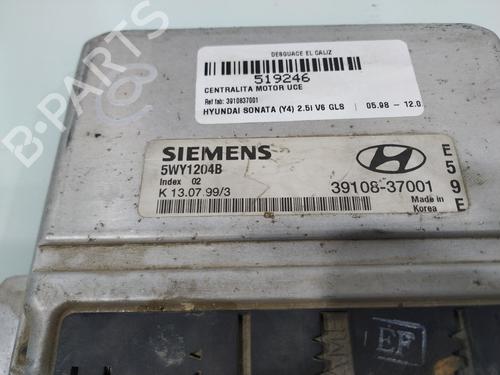 DESGUACE EL CALIZ
519246
CENTRALITA MOTOR UCE
Ref fab: 3910837001
HYUNDAI SONATA (Y4) 2.5I V6 GLS | 05.98 - 12.0
SIEMENS
5WY1204B
Index 02
K 13.07.99/3
HYUNDAI
39108-37001
Made in
Korea
E
5
9
E
EF
B-PARTS